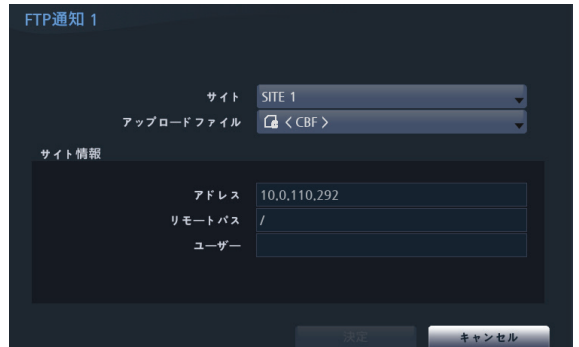 FTP通知 1
サイト SITE 1
アップロードファイル < CBF >
サイト情報
アドレス 10.0.110.292
リモートパス /
ユーザー
決定 キャンセル